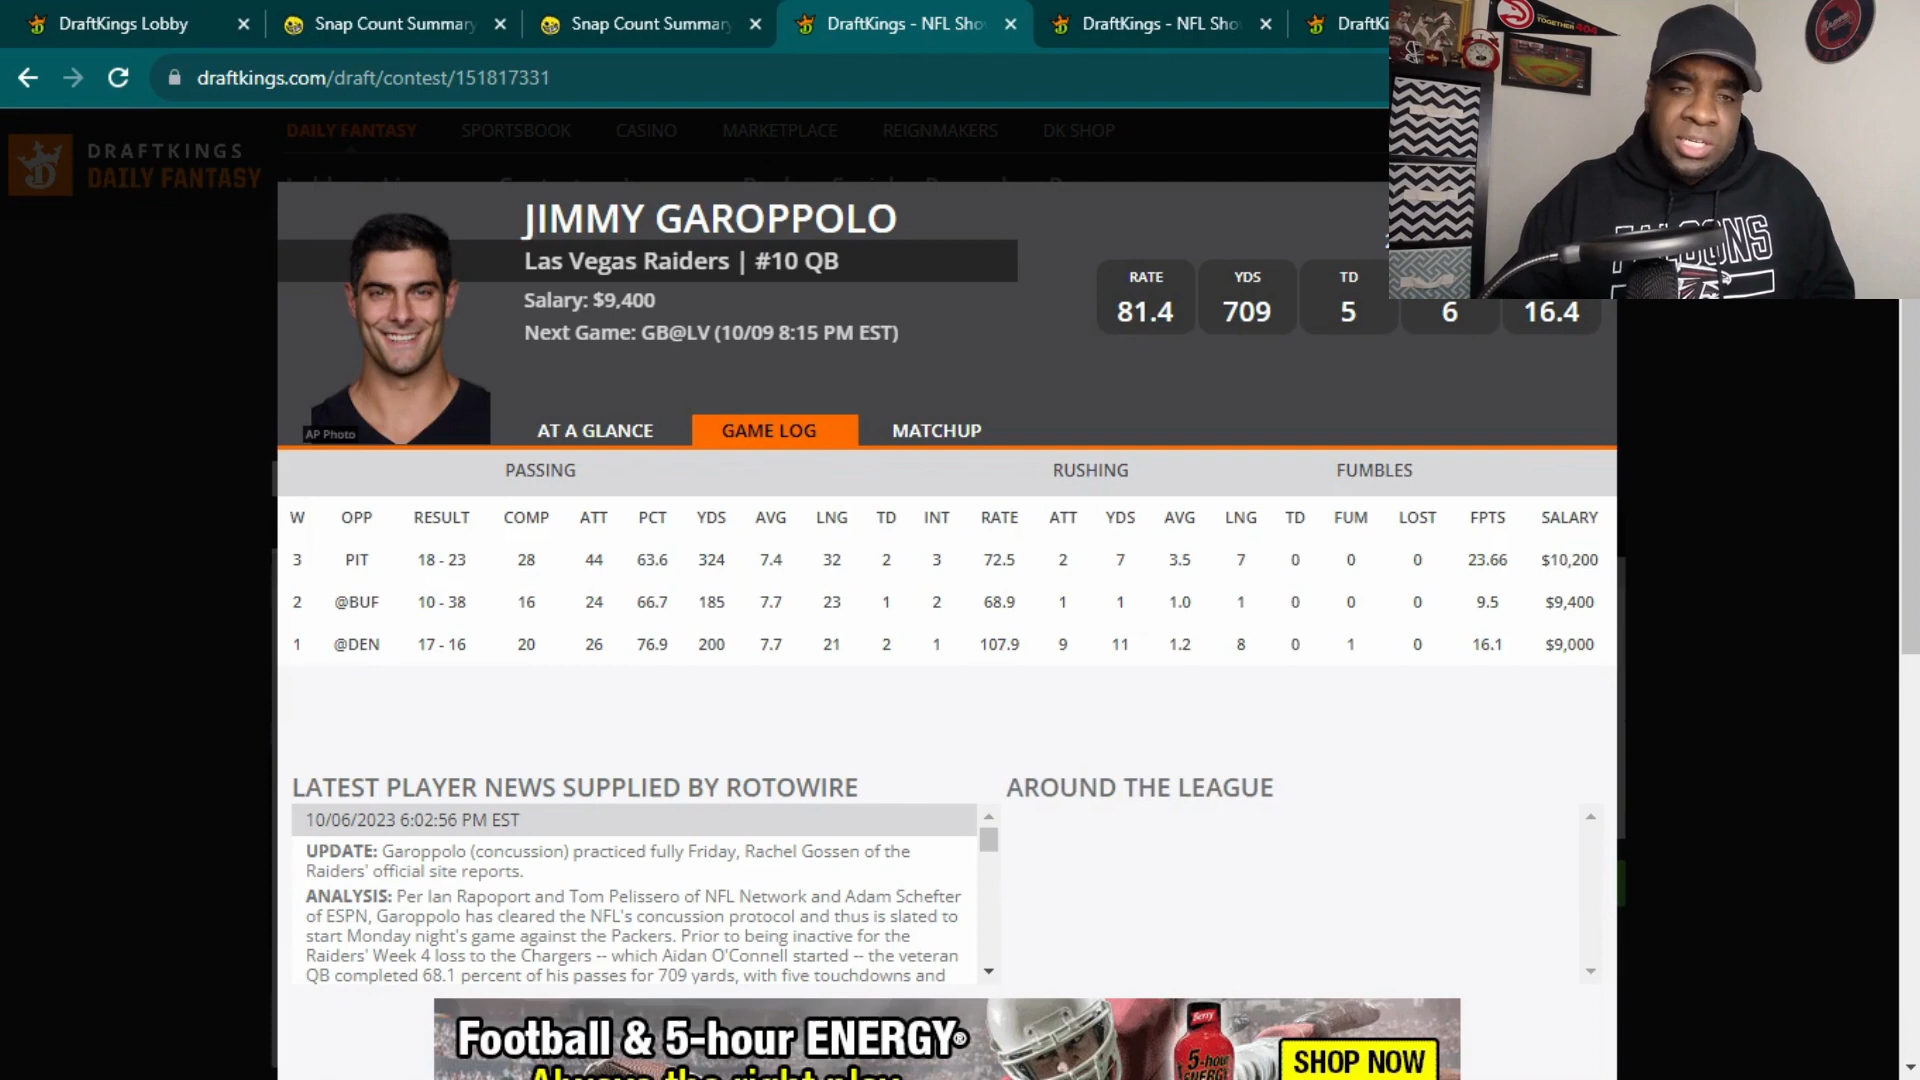 DraftKings Lobby
Snap Count Summar
Snap Count Summar
DraftKings - NFL Sho
DraftKings - NFL Sho
DraftKi
draftkings.com/draft/contest/151817331
DRAFTKINGS
DAILY FANTASY
DAILY FANTASY SPORTSBOOK CASINO MARKETPLACE REIGNMAKERS DK SHOP
TOGETHER 404
FALCONS
JIMMY GAROPPOLO
Las Vegas Raiders | #10 QB
Salary: $9,400
Next Game: GB@LV (10/09 8:15 PM EST)
RATE YDS TD
81.4 709 5 6 16.4
AP Photo
AT A GLANCE GAME LOG MATCHUP
PASSING RUSHING FUMBLES
W OPP RESULT COMP ATT PCT YDS AVG LNG TD INT RATE ATT YDS AVG LNG TD FUM LOST FPTS SALARY
3 PIT 18 - 23 28 44 63.6 324 7.4 32 2 3 72.5 2 7 3.5 7 0 0 0 23.66 $10,200
2 @BUF 10 - 38 16 24 66.7 185 7.7 23 1 2 68.9 1 1 1.0 1 0 0 0 9.5 $9,400
1 @DEN 17 - 16 20 26 76.9 200 7.7 21 2 1 107.9 9 11 1.2 8 0 1 0 16.1 $9,000
LATEST PLAYER NEWS SUPPLIED BY ROTOWIRE
10/06/2023 6:02:56 PM EST
UPDATE: Garoppolo (concussion) practiced fully Friday, Rachel Gossen of the
Raiders' official site reports.
ANALYSIS: Per Ian Rapoport and Tom Pelissero of NFL Network and Adam Schefter
of ESPN, Garoppolo has cleared the NFL's concussion protocol and thus is slated to
start Monday night's game against the Packers. Prior to being inactive for the
Raiders' Week 4 loss to the Chargers -- which Aidan O'Connell started -- the veteran
QB completed 68.1 percent of his passes for 709 yards, with five touchdowns and
AROUND THE LEAGUE
Football & 5-hour ENERGY®
Always the right play
Berry
5-hour
ENERGY
SHOP NOW